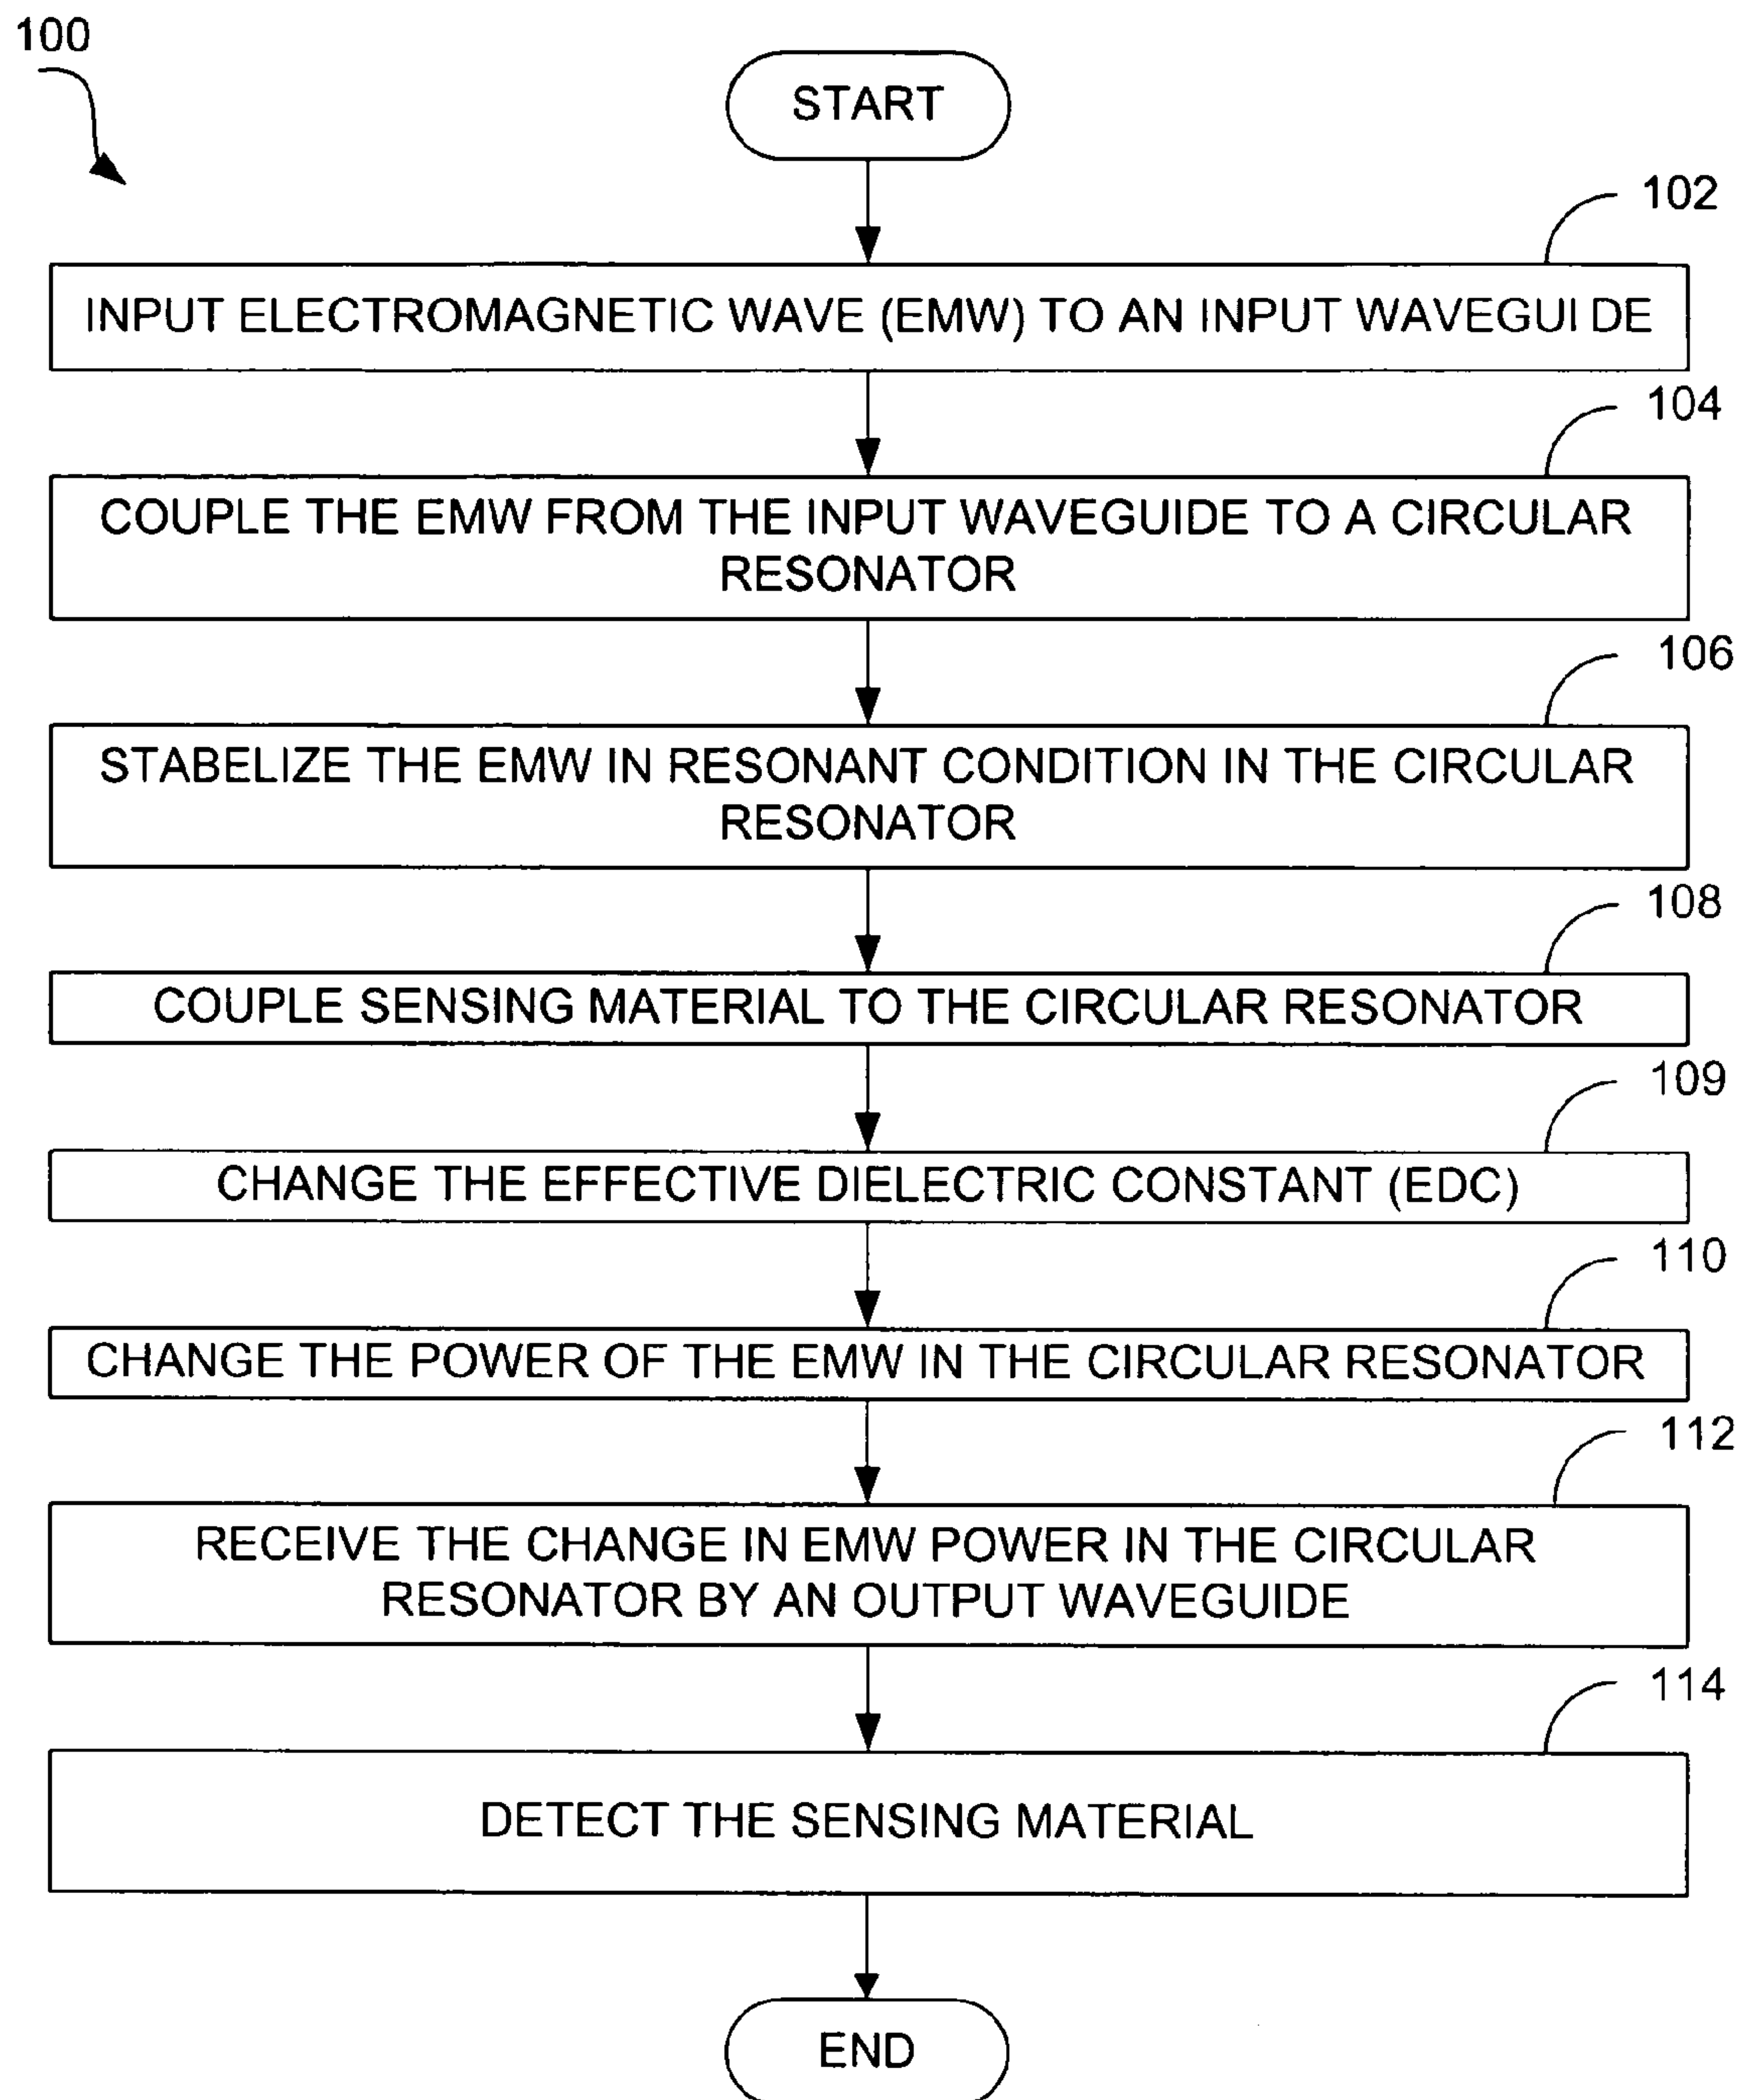 100
START
102
INPUT ELECTROMAGNETIC WAVE (EMW) TO AN INPUT WAVEGUIDE
104
COUPLE THE EMW FROM THE INPUT WAVEGUIDE TO A CIRCULAR
RESONATOR
106
STABELIZE THE EMW IN RESONANT CONDITION IN THE CIRCULAR
RESONATOR
108
COUPLE SENSING MATERIAL TO THE CIRCULAR RESONATOR
109
CHANGE THE EFFECTIVE DIELECTRIC CONSTANT (EDC)
110
CHANGE THE POWER OF THE EMW IN THE CIRCULAR RESONATOR
112
RECEIVE THE CHANGE IN EMW POWER IN THE CIRCULAR
RESONATOR BY AN OUTPUT WAVEGUIDE
114
DETECT THE SENSING MATERIAL
END